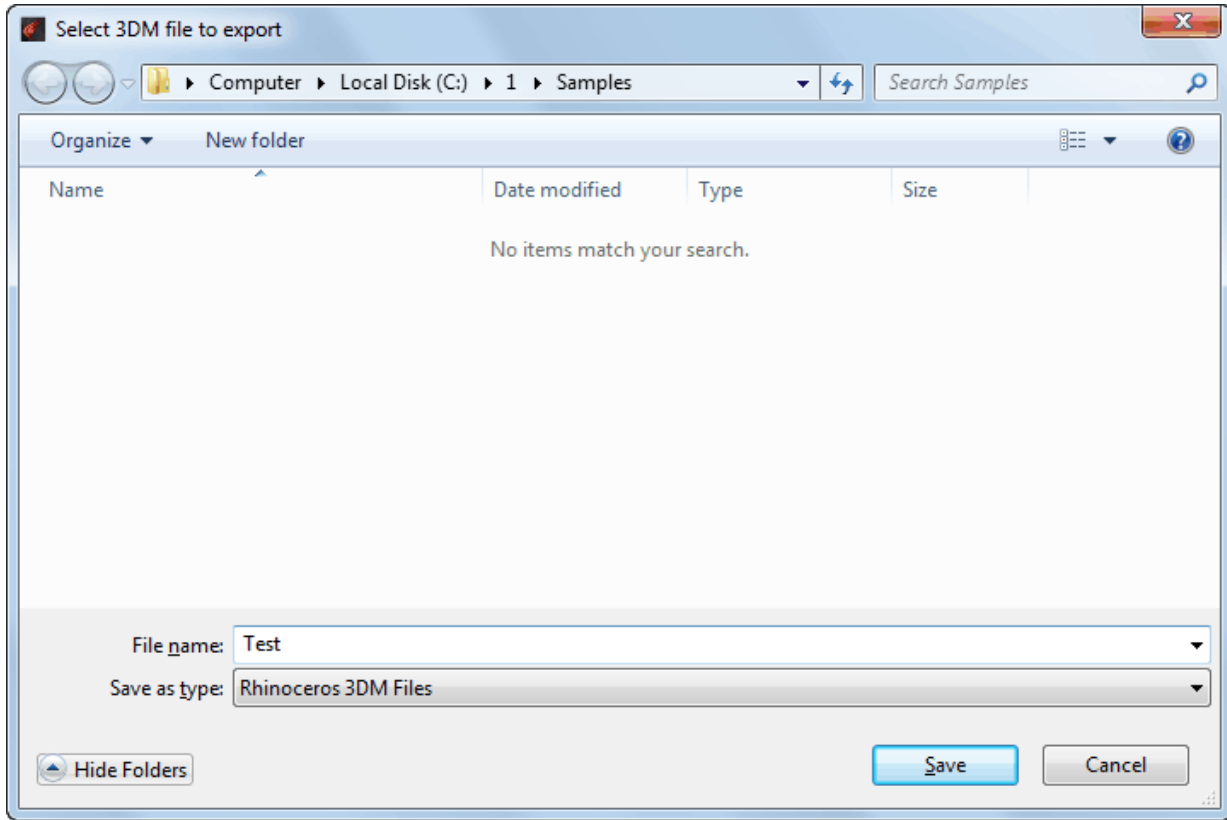 Select 3DM file to export
Computer Local Disk (C:) 1 Samples Search Samples
Organize New folder
Name Date modified Type Size
No items match your search.
File name: Test
Save as type: Rhinoceros 3DM Files
Hide Folders Save Cancel